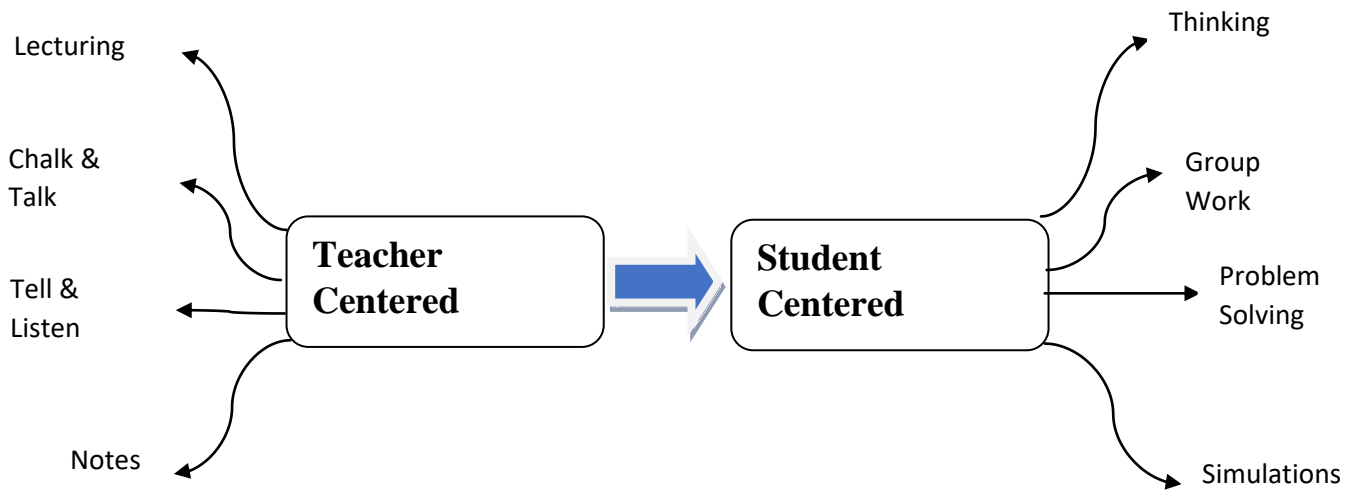 Lecturing
Chalk &
Talk
Tell &
Listen
Notes
Teacher
Centered
Student
Centered
Thinking
Group
Work
Problem
Solving
Simulations